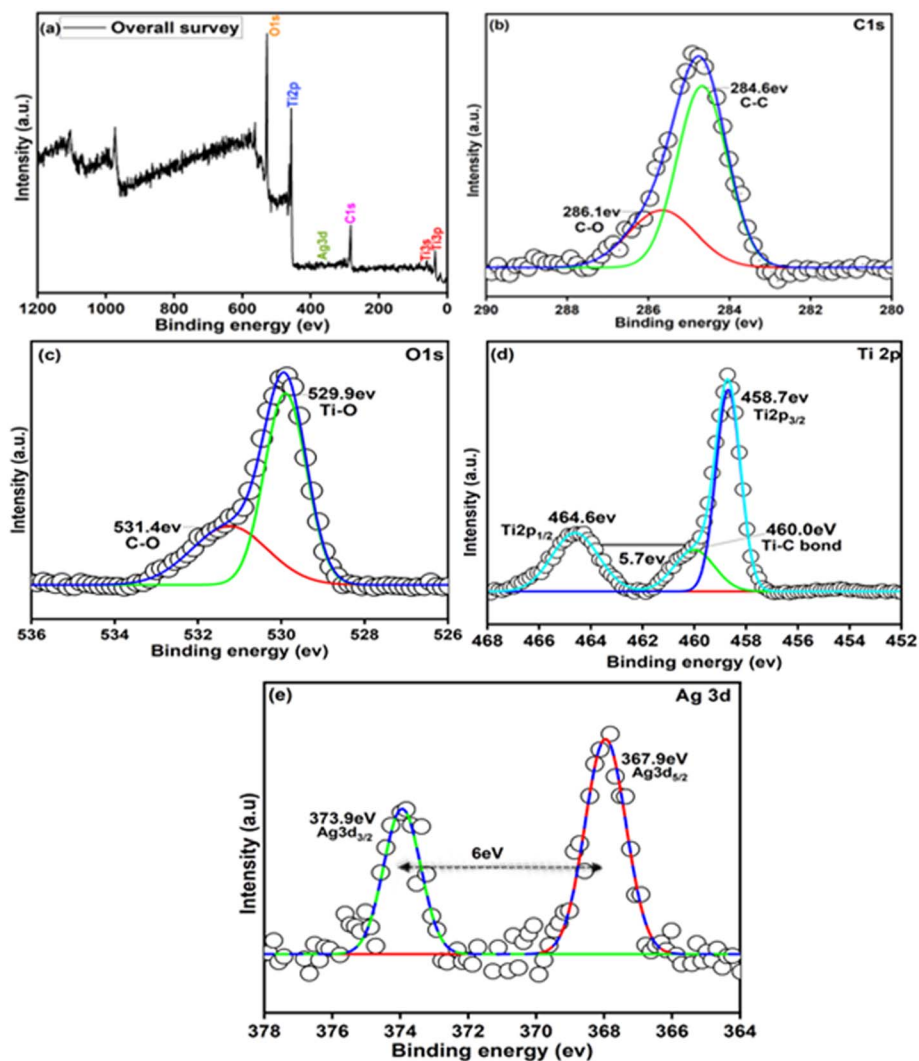 (a)
Overall survey
O1s
Ti2p
Ag3d
C1s
Ti3s
Ti3p
Intensity (a.u.)
1200 1000 800 600 400 200 0
Binding energy (ev)
(b)
C1s
284.6ev
C-C
286.1ev
C-O
Intensity (a.u.)
290 288 286 284 282 280
Binding energy (ev)
(c)
O1s
529.9ev
Ti-O
531.4ev
C-O
Intensity (a.u.)
536 534 532 530 528 526
Binding energy (ev)
(d)
Ti 2p
458.7ev
Ti2p3/2
Ti2p1/2
464.6ev
460.0eV
Ti-C bond
5.7ev
Intensity (a.u.)
468 466 464 462 460 458 456 454 452
Binding energy (ev)
(e)
Ag 3d
367.9eV
Ag3d5/2
373.9eV
Ag3d3/2
6eV
Intensity (a.u)
378 376 374 372 370 368 366 364
Binding energy (ev)